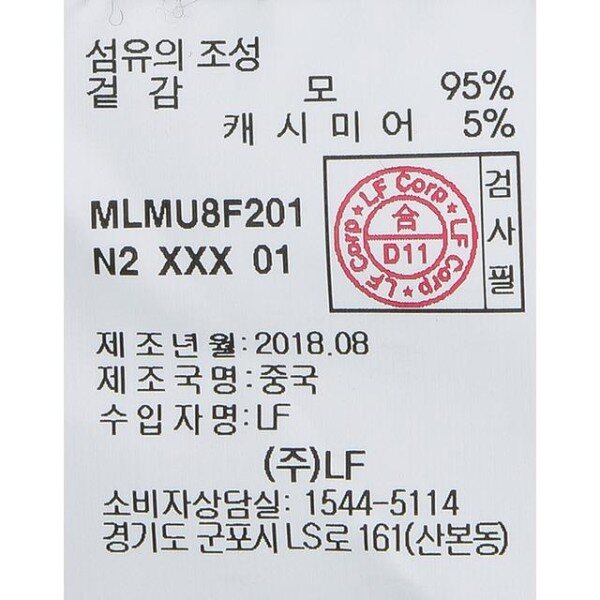 섬유의 조성
겉 감 모 95%
캐 시 미 어 5%
MLMU8F201
N2 XXX 01
LF Corp ★ LF Corp ★ LF Corp ★
合
D11
검사필
제 조 년 월 : 2018.08
제 조 국 명 : 중국
수 입 자 명 : LF
(주)LF
소비자상담실: 1544-5114
경기도 군포시 LS로 161(산본동)